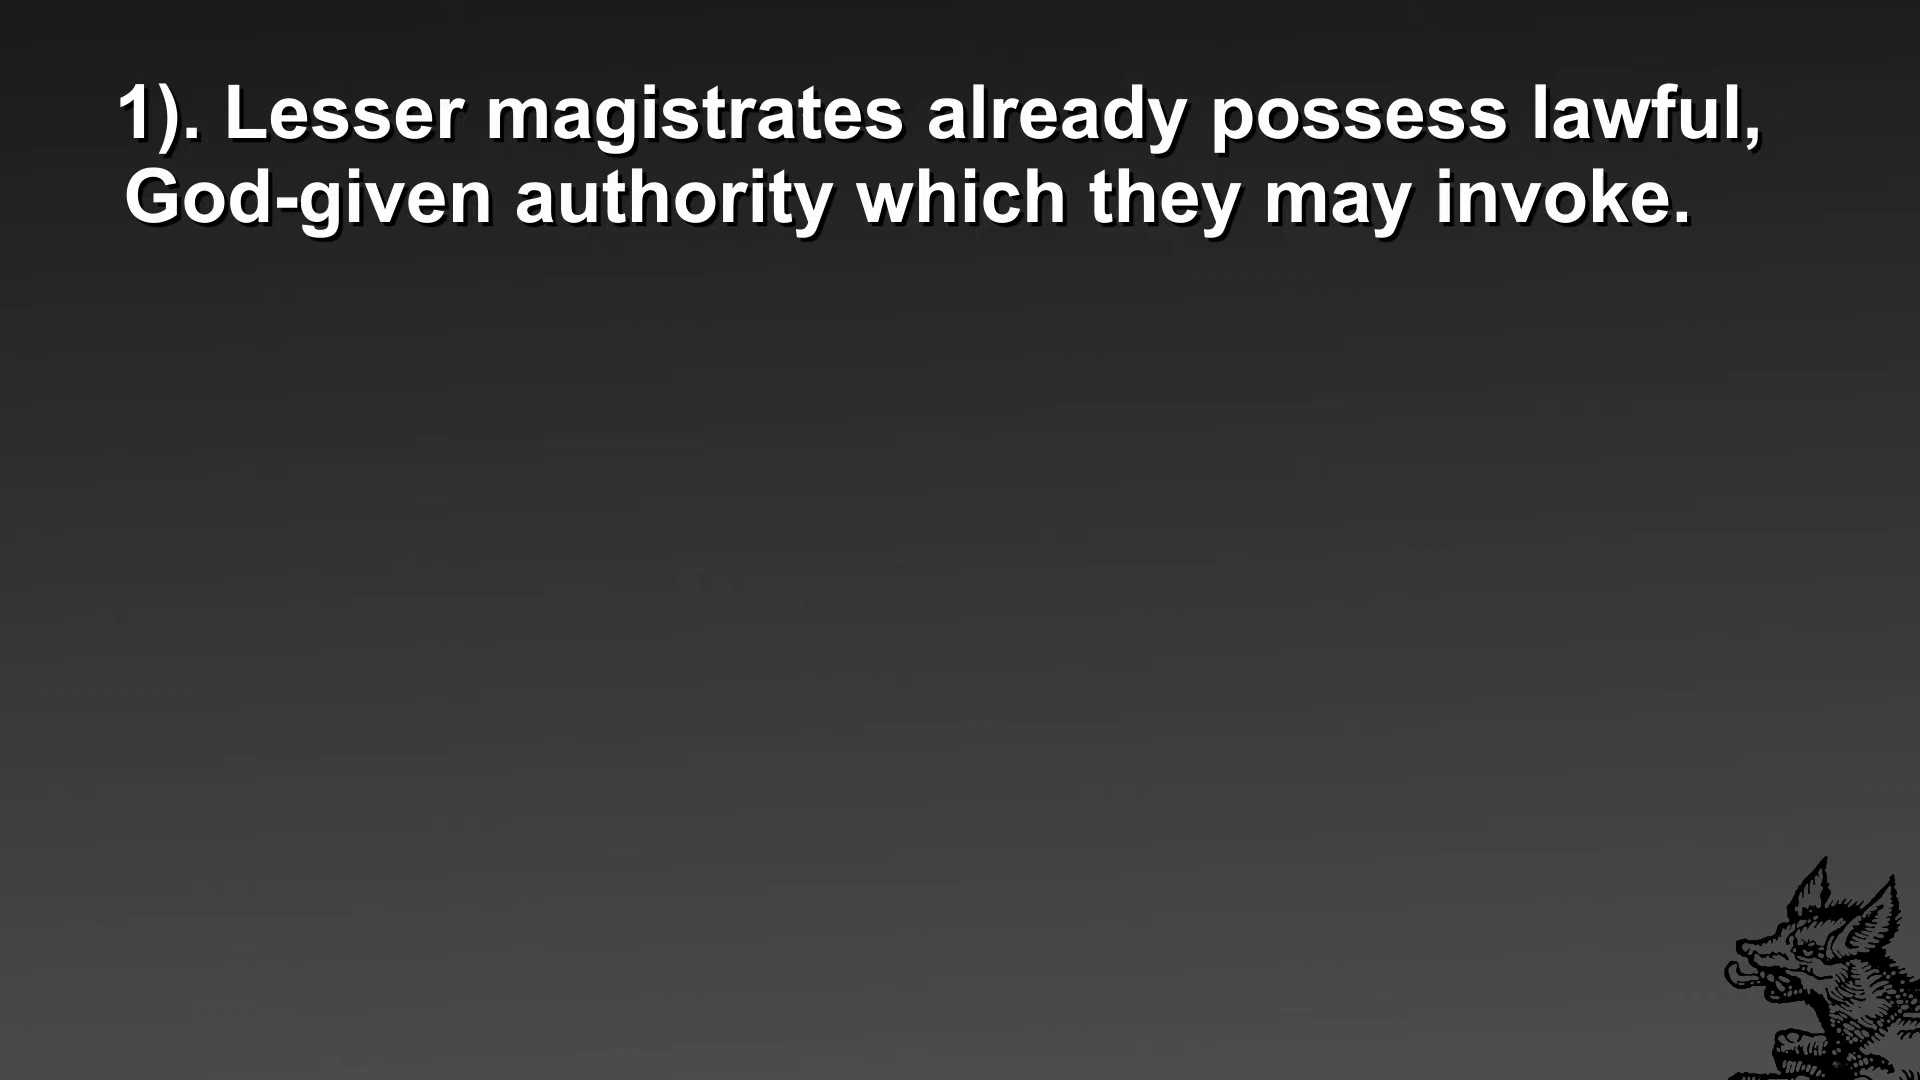 1). Lesser magistrates already possess lawful,
God-given authority which they may invoke.